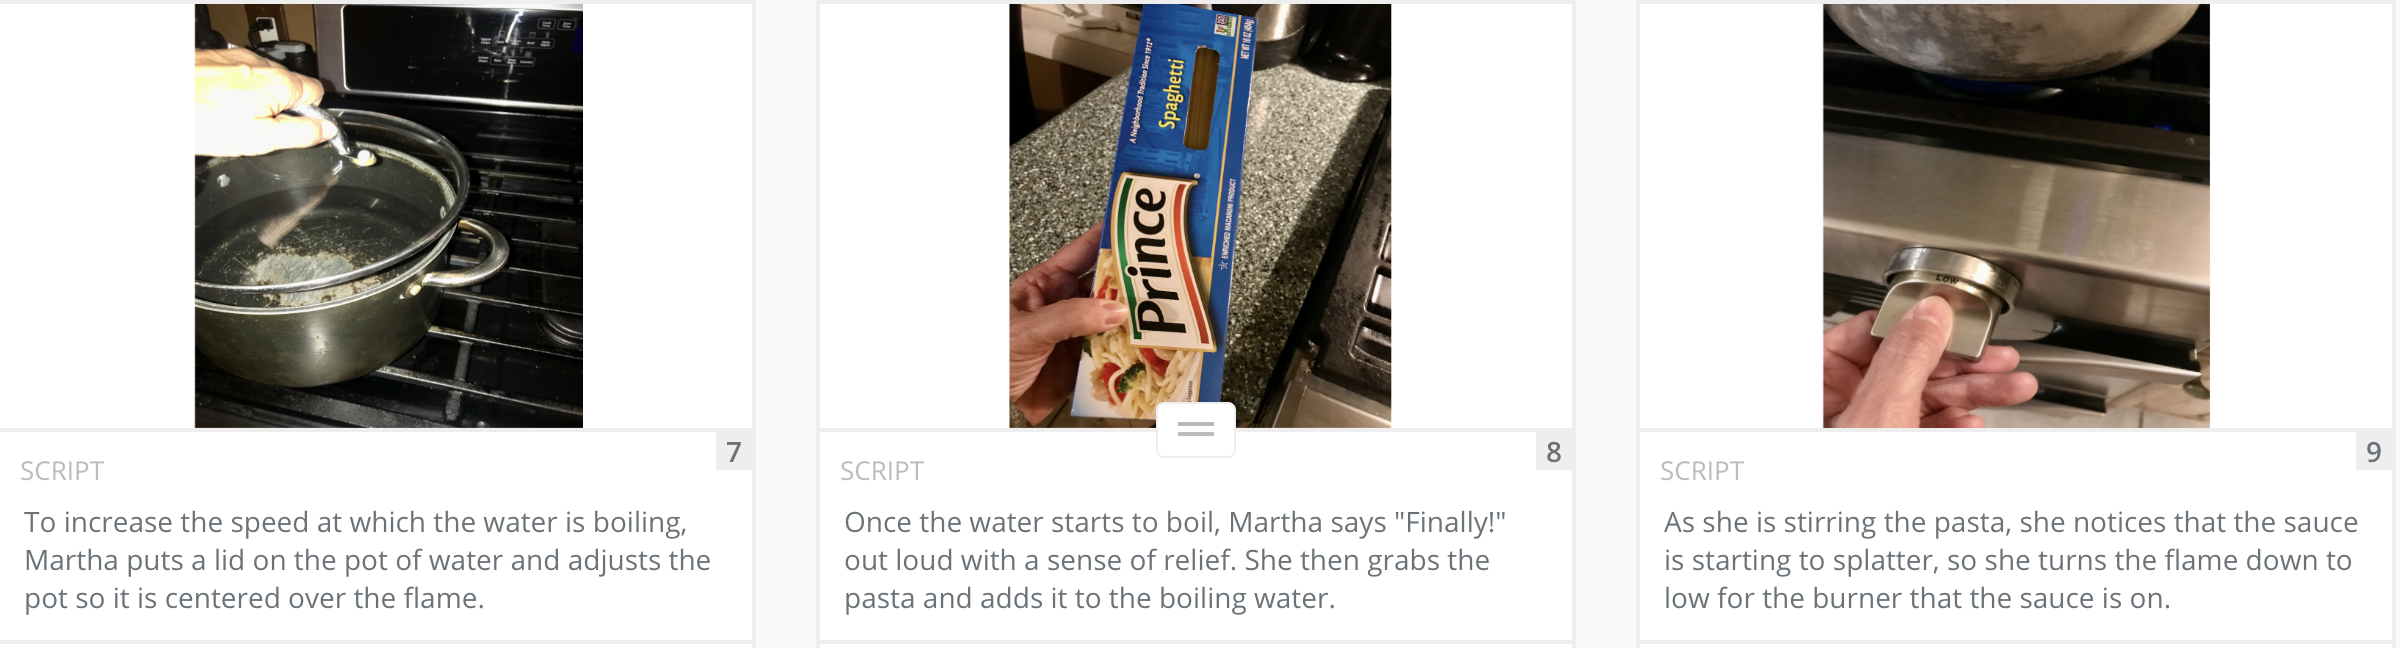 A Neighborhood Tradition Since 1912®
Spaghetti
NET WT 16 OZ (454g)
Prince®
ENRICHED MACARONI PRODUCT
LOW
7
SCRIPT
To increase the speed at which the water is boiling,
Martha puts a lid on the pot of water and adjusts the
pot so it is centered over the flame.
8
SCRIPT
Once the water starts to boil, Martha says "Finally!"
out loud with a sense of relief. She then grabs the
pasta and adds it to the boiling water.
9
SCRIPT
As she is stirring the pasta, she notices that the sauce
is starting to splatter, so she turns the flame down to
low for the burner that the sauce is on.